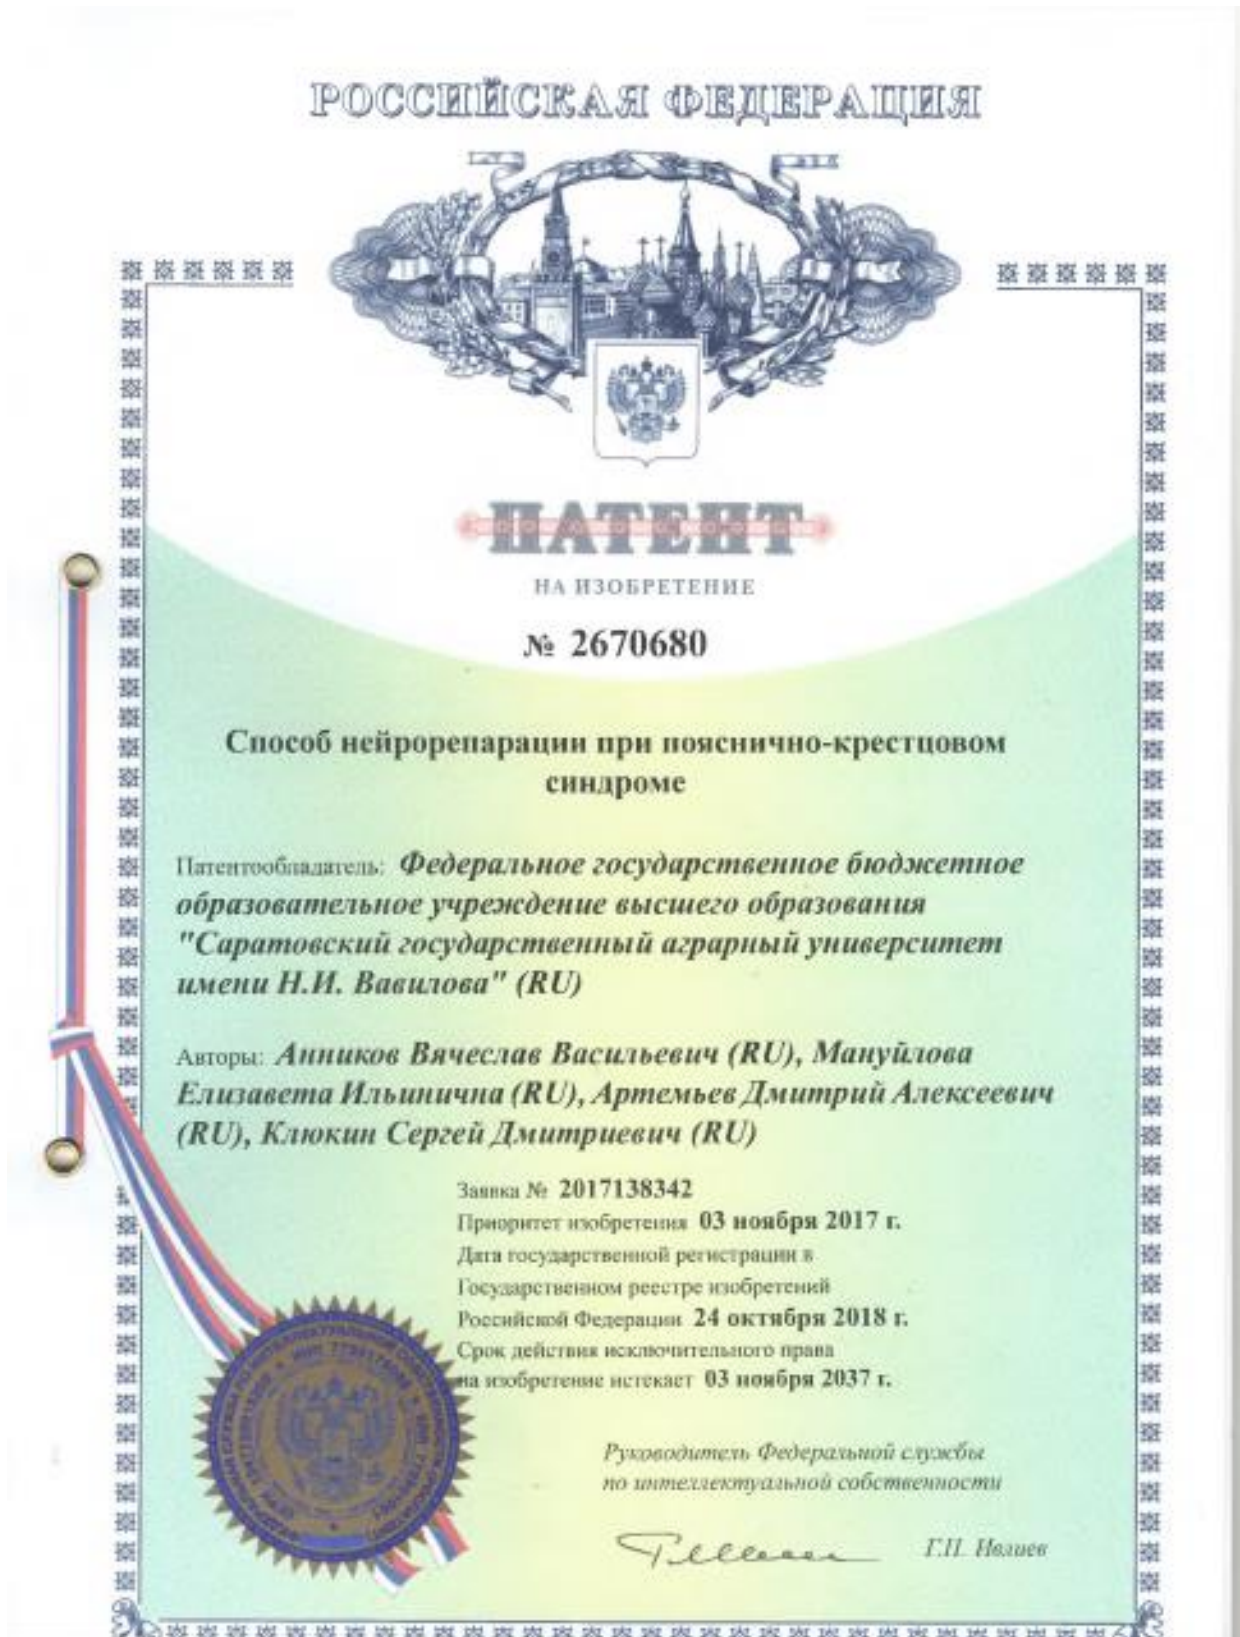 РОССИЙСКАЯ ФЕДЕРАЦИЯ
ПАТЕНТ
НА ИЗОБРЕТЕНИЕ
№ 2670680
Способ нейрорепарации при пояснично-крестцовом
синдроме
Патентообладатель: Федеральное государственное бюджетное
образовательное учреждение высшего образования
"Саратовский государственный аграрный университет
имени Н.И. Вавилова" (RU)
Авторы: Анников Вячеслав Васильевич (RU), Мануйлова
Елизавета Ильинична (RU), Артемьев Дмитрий Алексеевич
(RU), Клюкин Сергей Дмитриевич (RU)
Заявка № 2017138342
Приоритет изобретения 03 ноября 2017 г.
Дата государственной регистрации в
Государственном реестре изобретений
Российской Федерации 24 октября 2018 г.
Срок действия исключительного права
на изобретение истекает 03 ноября 2037 г.
Руководитель Федеральной службы
по интеллектуальной собственности
Г.П. Ивлиев